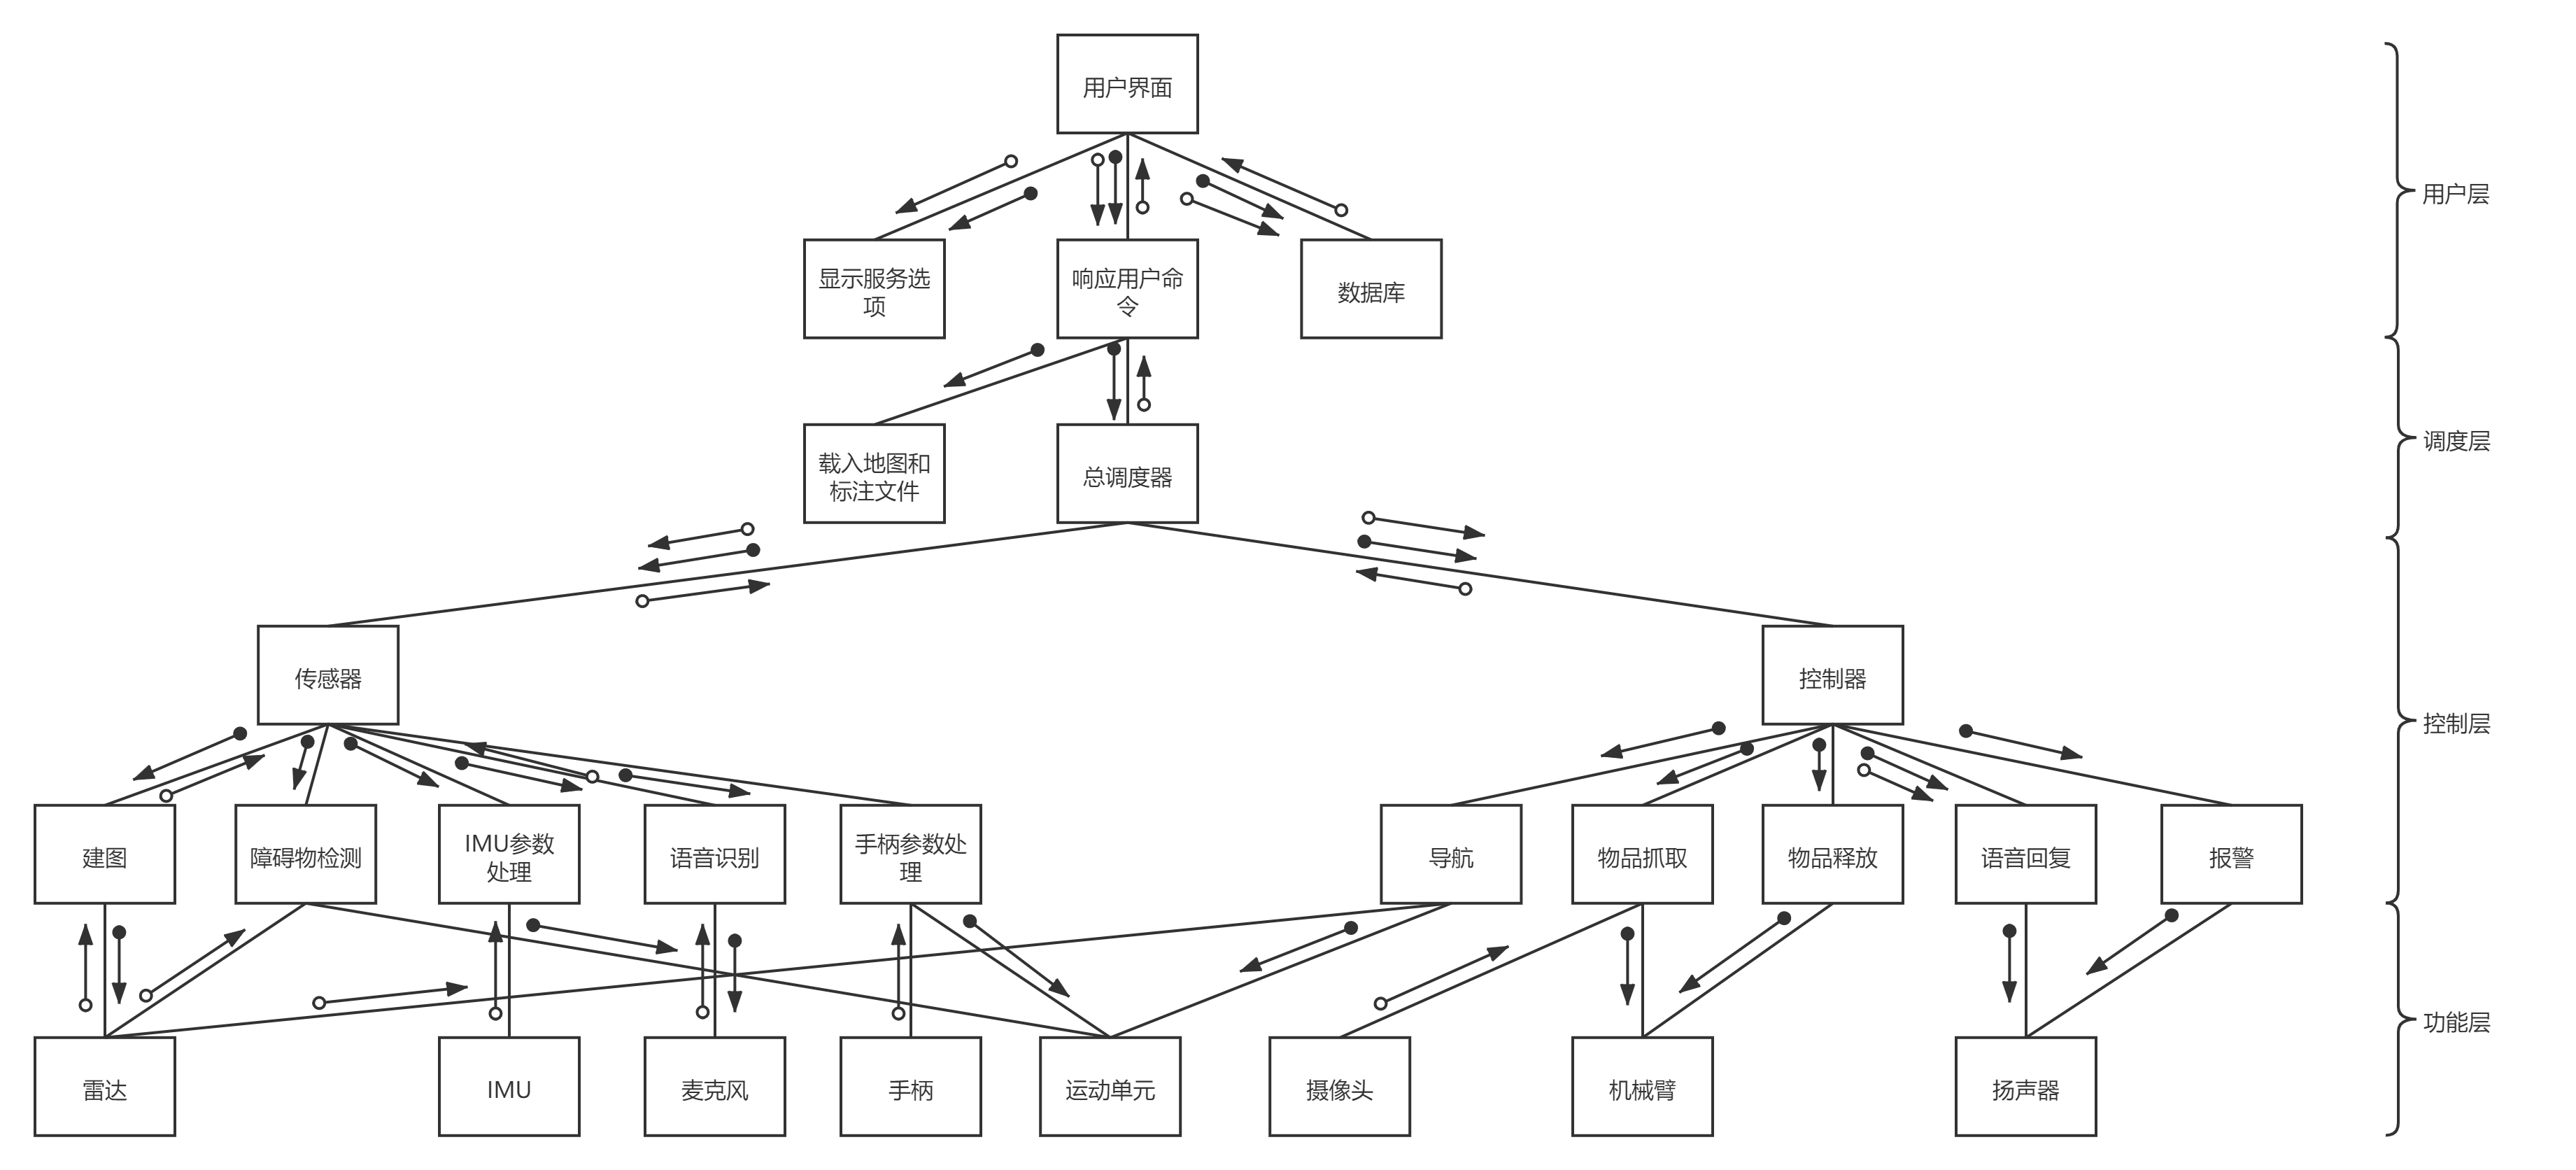 用户界面
用户层
显示服务选
项
响应用户命
令
数据库
载入地图和
标注文件
总调度器
调度层
传感器
控制器
控制层
建图
障碍物检测
IMU参数
处理
语音识别
手柄参数处
理
导航
物品抓取
物品释放
语音回复
报警
功能层
雷达
IMU
麦克风
手柄
运动单元
摄像头
机械臂
扬声器